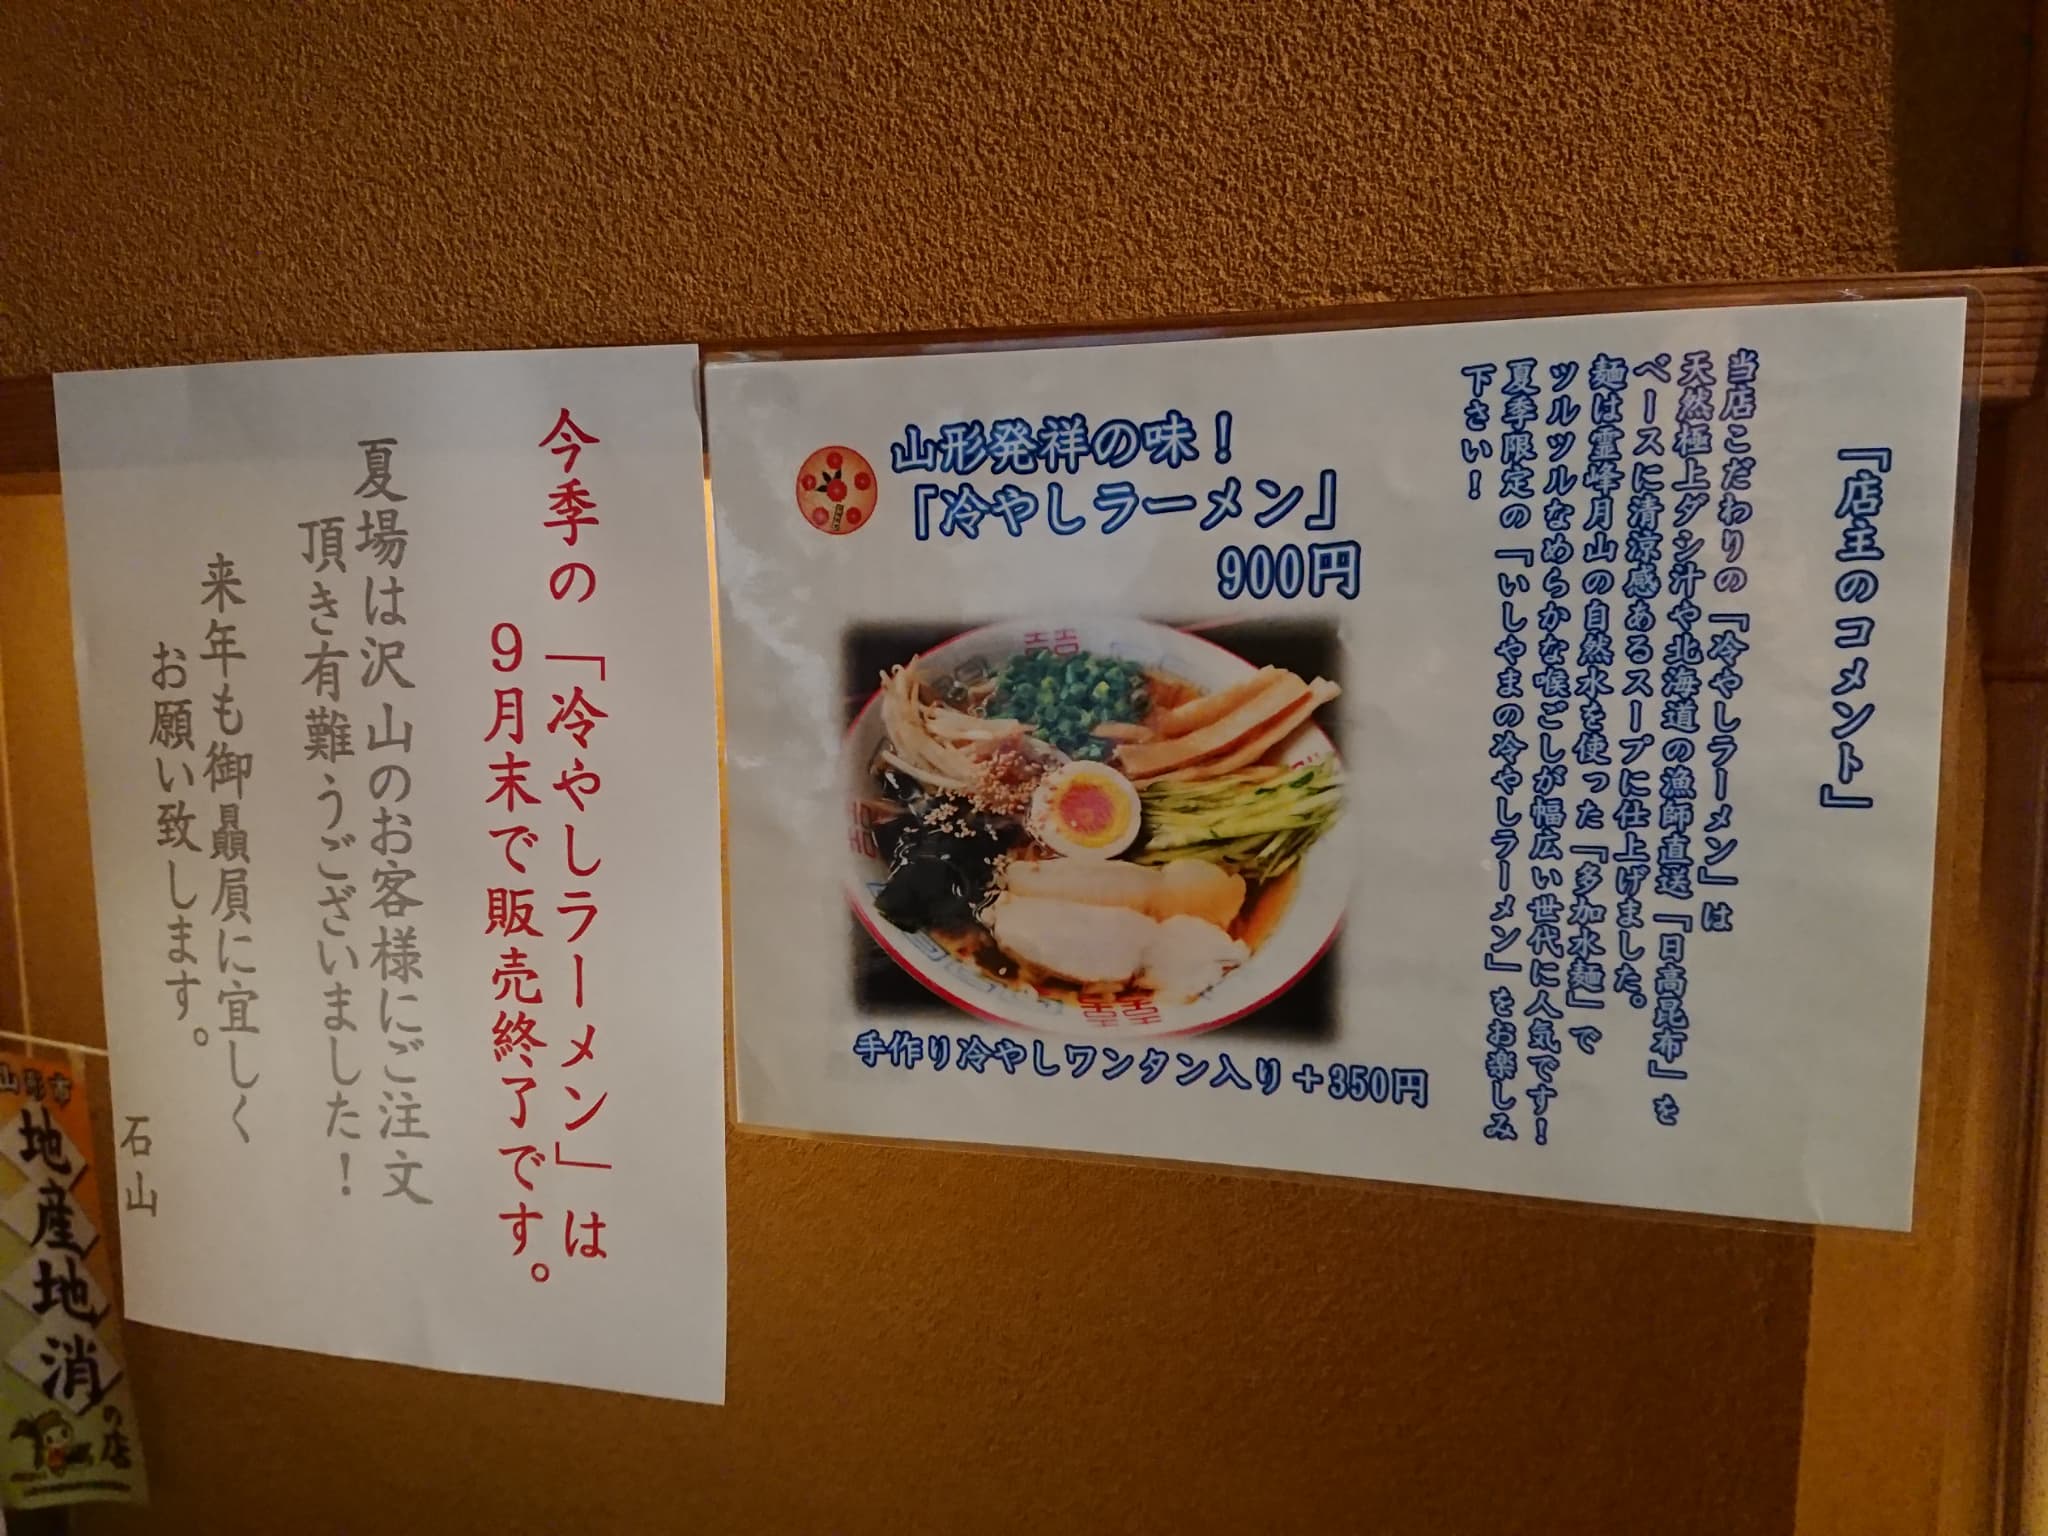 「店主のコメント」
当店こだわりの「冷やしラーメン」は
天然極上ダシ汁や北海道の漁師直送「日高昆布」を
ベースに清涼感あるスープに仕上げました。
麺は霊峰月山の自然水を使った「多加水麺」で
ツルツルなめらかな喉ごしが幅広い世代に人気です！
夏季限定の「いしやまの冷やしラーメン」をお楽しみ
下さい！
山形発祥の味！
「冷やしラーメン」
900円
手作り冷やしワンタン入り＋350円
今季の「冷やしラーメン」は
9月末で販売終了です。
夏場は沢山のお客様にご注文
頂き有難うございました！
来年も御贔屓に宜しく
お願い致します。
石山
山形市
地産地消
の店